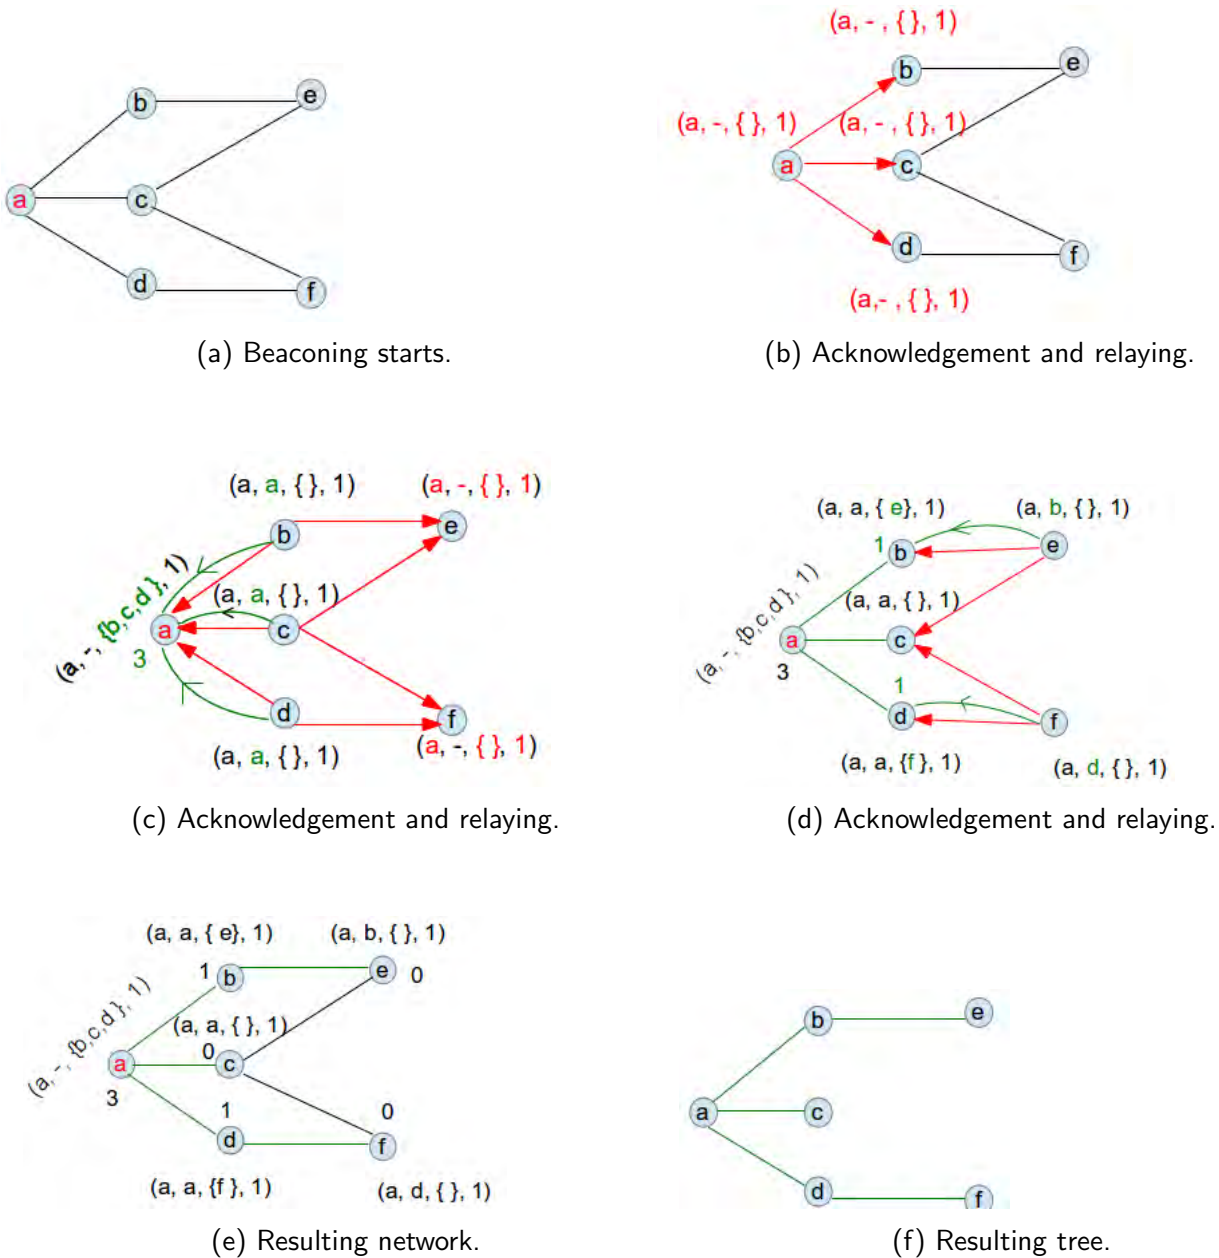 b
e
a
c
d
f
(a) Beaconing starts.
(a, - , { }, 1)
b
e
(a, -, { }, 1)
(a, - , { }, 1)
a
c
d
f
(a,- , { }, 1)
(b) Acknowledgement and relaying.
(a, a, { }, 1)
(a, -, { }, 1)
b
e
(a, -, {b,c,d }, 1)
(a, a, { }, 1)
a
c
3
d
f
(a, a, { }, 1)
(a, -, { }, 1)
(c) Acknowledgement and relaying.
(a, a, { e}, 1)
(a, b, { }, 1)
1
b
e
(a, -, {b,c,d }, 1)
(a, a, { }, 1)
a
c
3
1
d
f
(a, a, {f }, 1)
(a, d, { }, 1)
(d) Acknowledgement and relaying.
(a, a, { e}, 1)
(a, b, { }, 1)
1
b
e
0
(a, -, {b,c,d }, 1)
(a, a, { }, 1)
0
a
c
3
1
0
d
f
(a, a, {f }, 1)
(a, d, { }, 1)
(e) Resulting network.
b
e
a
c
d
f
(f) Resulting tree.